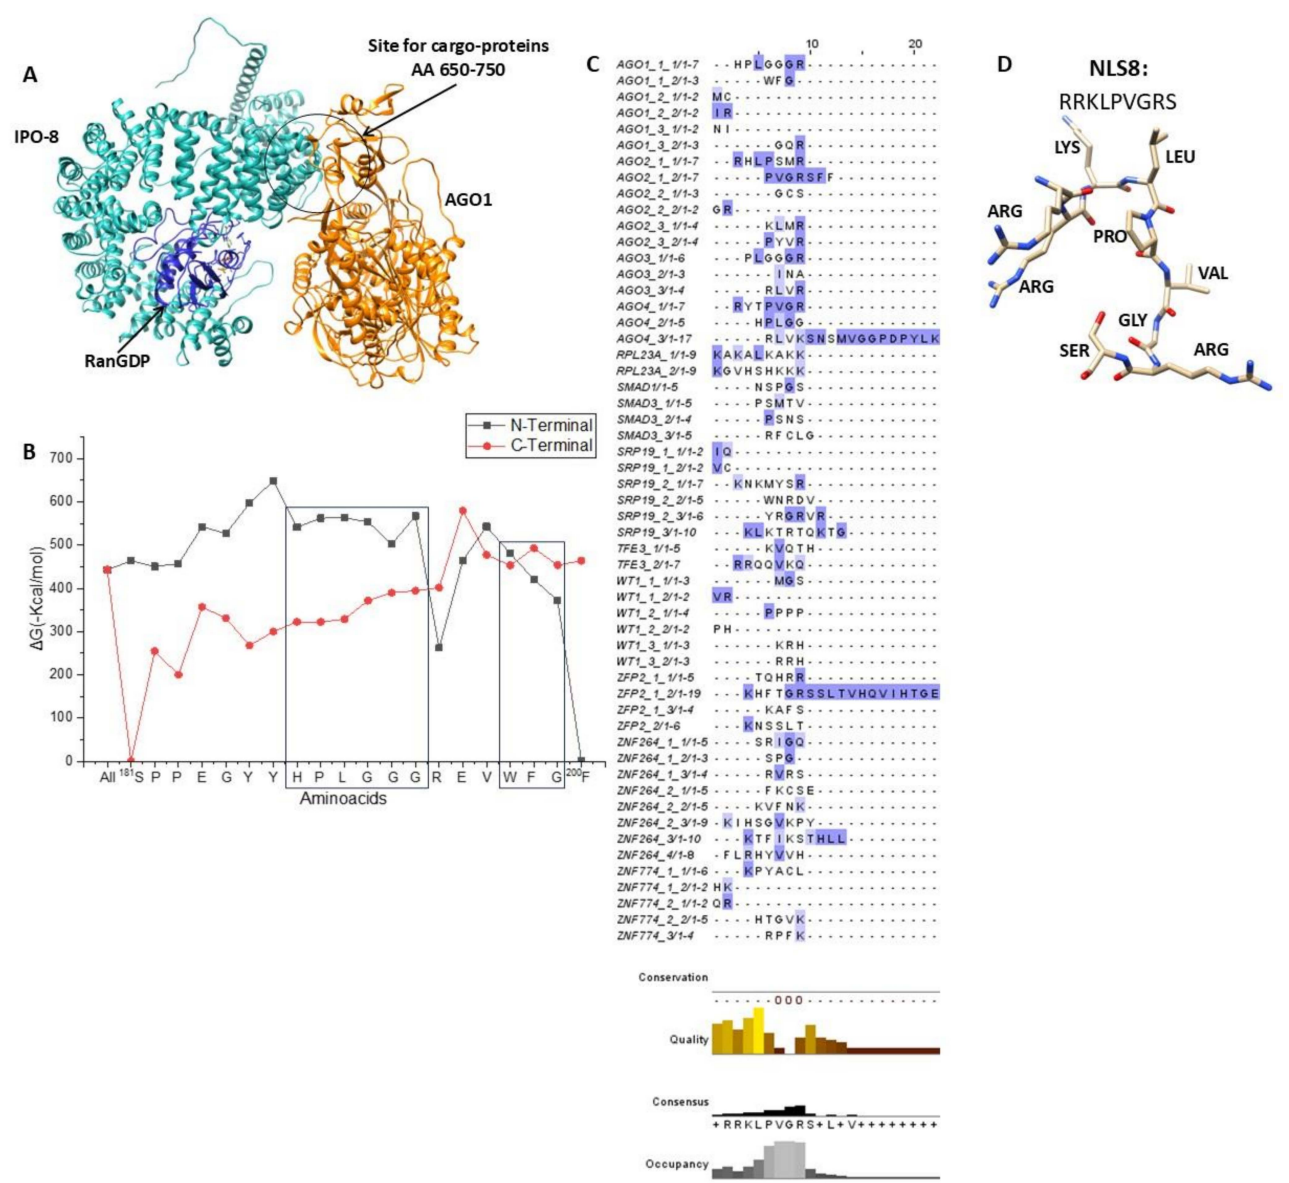 A
Site for cargo-proteins
AA 650-750
IPO-8
AGO1
RanGDP
B
N-Terminal
C-Terminal
ΔG(-Kcal/mol)
700
600
500
400
300
200
100
0
All 181S P P E G Y Y H P L G G G R E V W F G 200F
Aminoacids
C
10 20
AGO1_1_1/1-7 --HPLGGGR-------------
AGO1_1_2/1-3 -----WFG--------------
AGO1_2_1/1-2 MC--------------------
AGO1_2_2/1-2 IR--------------------
AGO1_3_1/1-2 NI--------------------
AGO1_3_2/1-3 ------GQR-------------
AGO2_1_1/1-7 --RHLPSMR-------------
AGO2_1_2/1-7 -----PVGRSFF----------
AGO2_2_1/1-3 ------GCS-------------
AGO2_2_2/1-2 GR--------------------
AGO2_3_1/1-4 -----KLMR-------------
AGO2_3_2/1-4 -----PYVR-------------
AGO3_1/1-6 ---PLGGGR-------------
AGO3_2/1-3 ------INA-------------
AGO3_3/1-4 -----RLVR-------------
AGO4_1/1-7 --RYTPVGR-------------
AGO4_2/1-5 ----HPLGG-------------
AGO4_3/1-17 -----RLVKSNSMVGGPDPYLK
RPL23A_1/1-9 KAKALKAKK-------------
RPL23A_2/1-9 KGVHSHKKK-------------
SMAD1/1-5 ----NSPGS-------------
SMAD3_1/1-5 ----PSMTV-------------
SMAD3_2/1-4 -----PSNS-------------
SMAD3_3/1-5 -----RFCLG------------
SRP19_1_1/1-2 IQ--------------------
SRP19_1_2/1-2 VC--------------------
SRP19_2_1/1-7 --KNKMYSR-------------
SRP19_2_2/1-5 -----WNRDV------------
SRP19_2_3/1-6 -----YRGRVR-----------
SRP19_3/1-10 ---KLKTRTQKTG---------
TFE3_1/1-5 -----KVQTH------------
TFE3_2/1-7 --RRQQVKQ-------------
WT1_1_1/1-3 ------MGS-------------
WT1_1_2/1-2 VR--------------------
WT1_2_1/1-4 -----PPPP-------------
WT1_2_2/1-2 PH--------------------
WT1_3_1/1-3 ------KRH-------------
WT1_3_2/1-3 ------RRH-------------
ZFP2_1_1/1-5 ----TQHRR-------------
ZFP2_1_2/1-19 ---KHFTGRSSLTVHQVIHTGE
ZFP2_1_3/1-4 -----KAFS-------------
ZFP2_2/1-6 ---KNSSLT-------------
ZNF264_1_1/1-5 ----SRIGQ-------------
ZNF264_1_2/1-3 -----SPG--------------
ZNF264_1_3/1-4 -----RVRS-------------
ZNF264_2_1/1-5 -----FKCSE------------
ZNF264_2_2/1-5 ----KVFNK-------------
ZNF264_2_3/1-9 -KIHSGVKPY------------
ZNF264_3/1-10 ---KTFIKSTHLL---------
ZNF264_4/1-8 -FLRHYVVH-------------
ZNF774_1_1/1-6 ---KPYACL-------------
ZNF774_1_2/1-2 HK--------------------
ZNF774_2_1/1-2 QR--------------------
ZNF774_2_2/1-5 ----HTGVK-------------
ZNF774_3/1-4 -----RPFK-------------
Conservation
------000-------------
Quality
Consensus
+RRKLPVGRS+L+V++++++++
Occupancy
D
NLS8:
RRKLPVGRS
LYS
LEU
ARG
PRO
ARG
VAL
GLY
SER
ARG